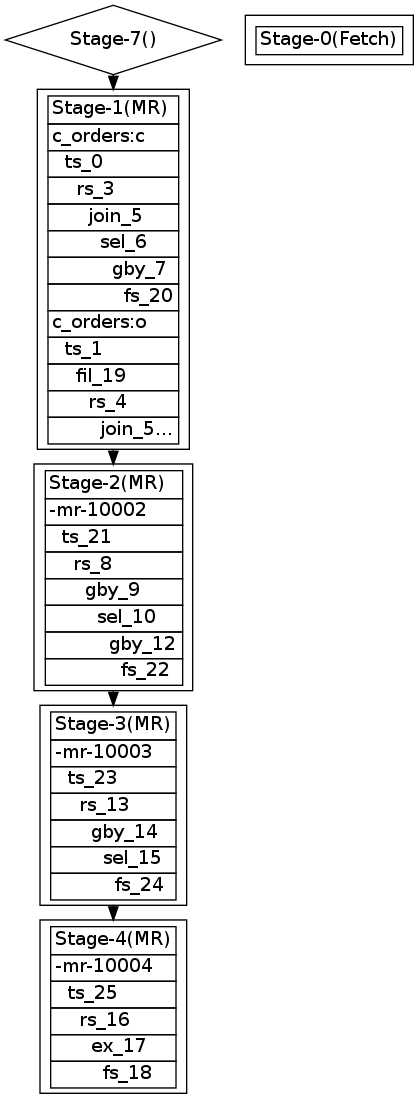 Stage-7()
Stage-0(Fetch)
Stage-1(MR)
c_orders:c
ts_0
rs_3
join_5
sel_6
gby_7
fs_20
c_orders:o
ts_1
fil_19
rs_4
join_5...
Stage-2(MR)
-mr-10002
ts_21
rs_8
gby_9
sel_10
gby_12
fs_22
Stage-3(MR)
-mr-10003
ts_23
rs_13
gby_14
sel_15
fs_24
Stage-4(MR)
-mr-10004
ts_25
rs_16
ex_17
fs_18